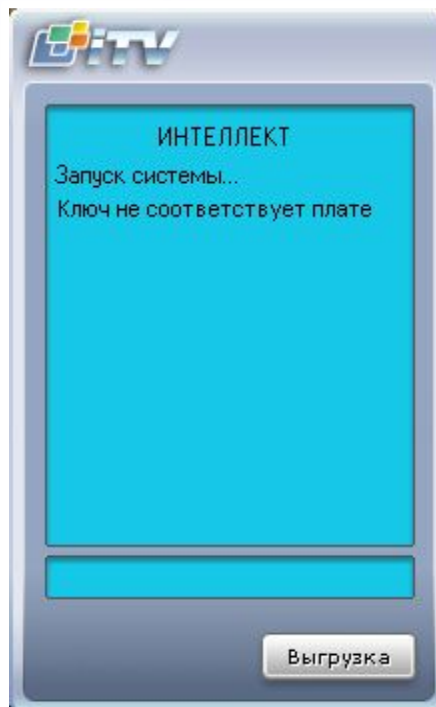 iTV
ИНТЕЛЛЕКТ
Запуск системы...
Ключ не соответствует плате
Выгрузка